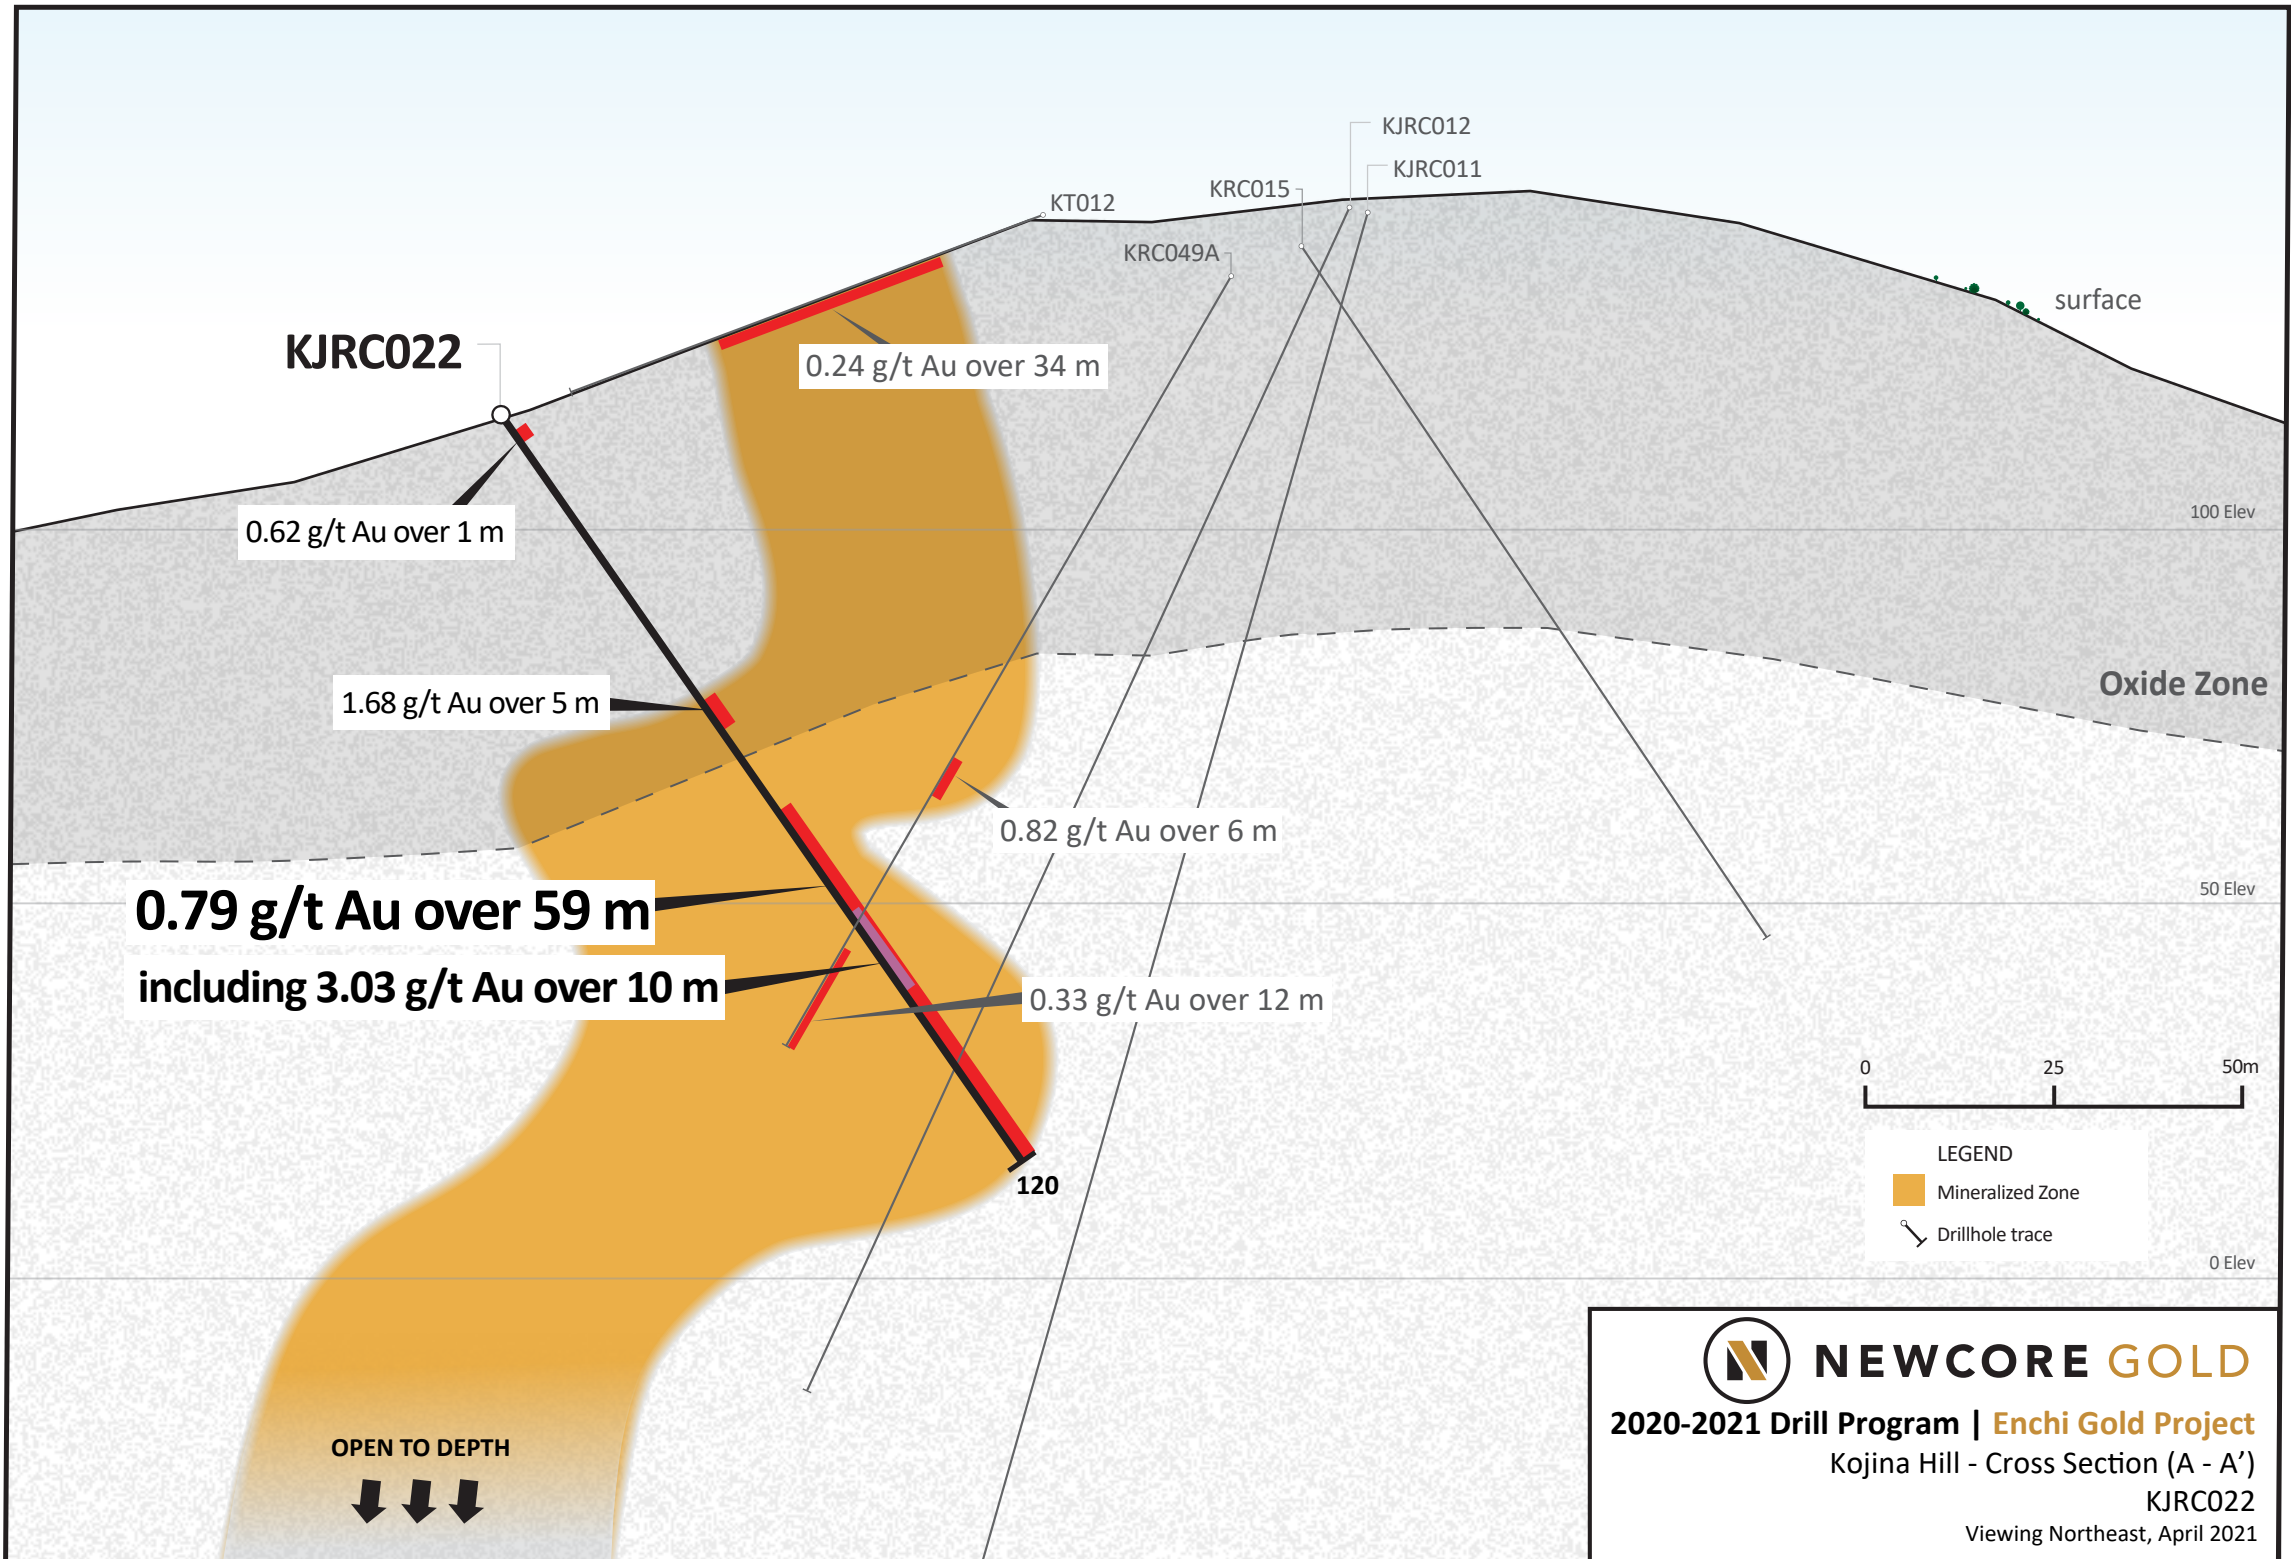 KJRC012
KJRC011
KRC015
KT012
KRC049A
surface
KJRC022
0.24 g/t Au over 34 m
100 Elev
0.62 g/t Au over 1 m
Oxide Zone
1.68 g/t Au over 5 m
0.82 g/t Au over 6 m
50 Elev
0.79 g/t Au over 59 m
including 3.03 g/t Au over 10 m
0.33 g/t Au over 12 m
0 25 50m
120
LEGEND
Mineralized Zone
Drillhole trace
0 Elev
OPEN TO DEPTH
N NEWCORE GOLD
2020-2021 Drill Program | Enchi Gold Project
Kojina Hill - Cross Section (A - A’)
KJRC022
Viewing Northeast, April 2021